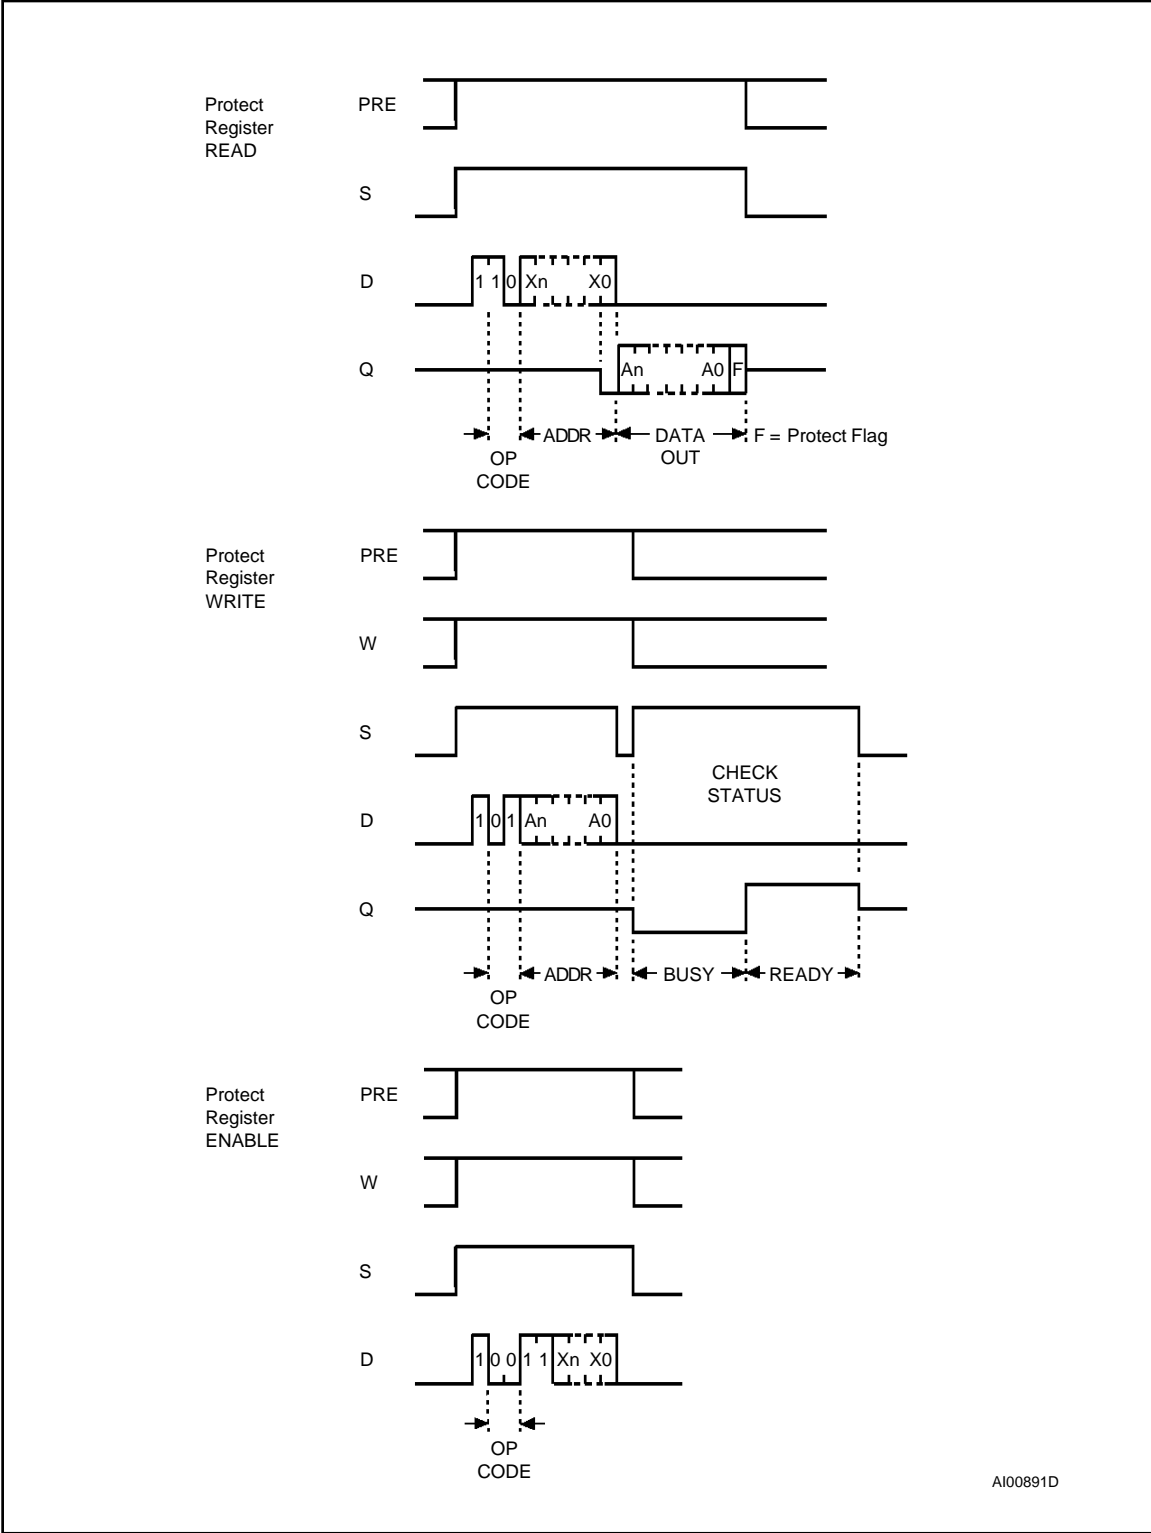 Protect
Register
READ
PRE
S
D
1 1 0 Xn X0
Q
An A0 F
ADDR
DATA
OUT
F = Protect Flag
OP
CODE
Protect
Register
WRITE
PRE
W
S
CHECK
STATUS
D
1 0 1 An A0
Q
ADDR
BUSY
READY
OP
CODE
Protect
Register
ENABLE
PRE
W
S
D
1 0 0 1 1 Xn X0
OP
CODE
AI00891D